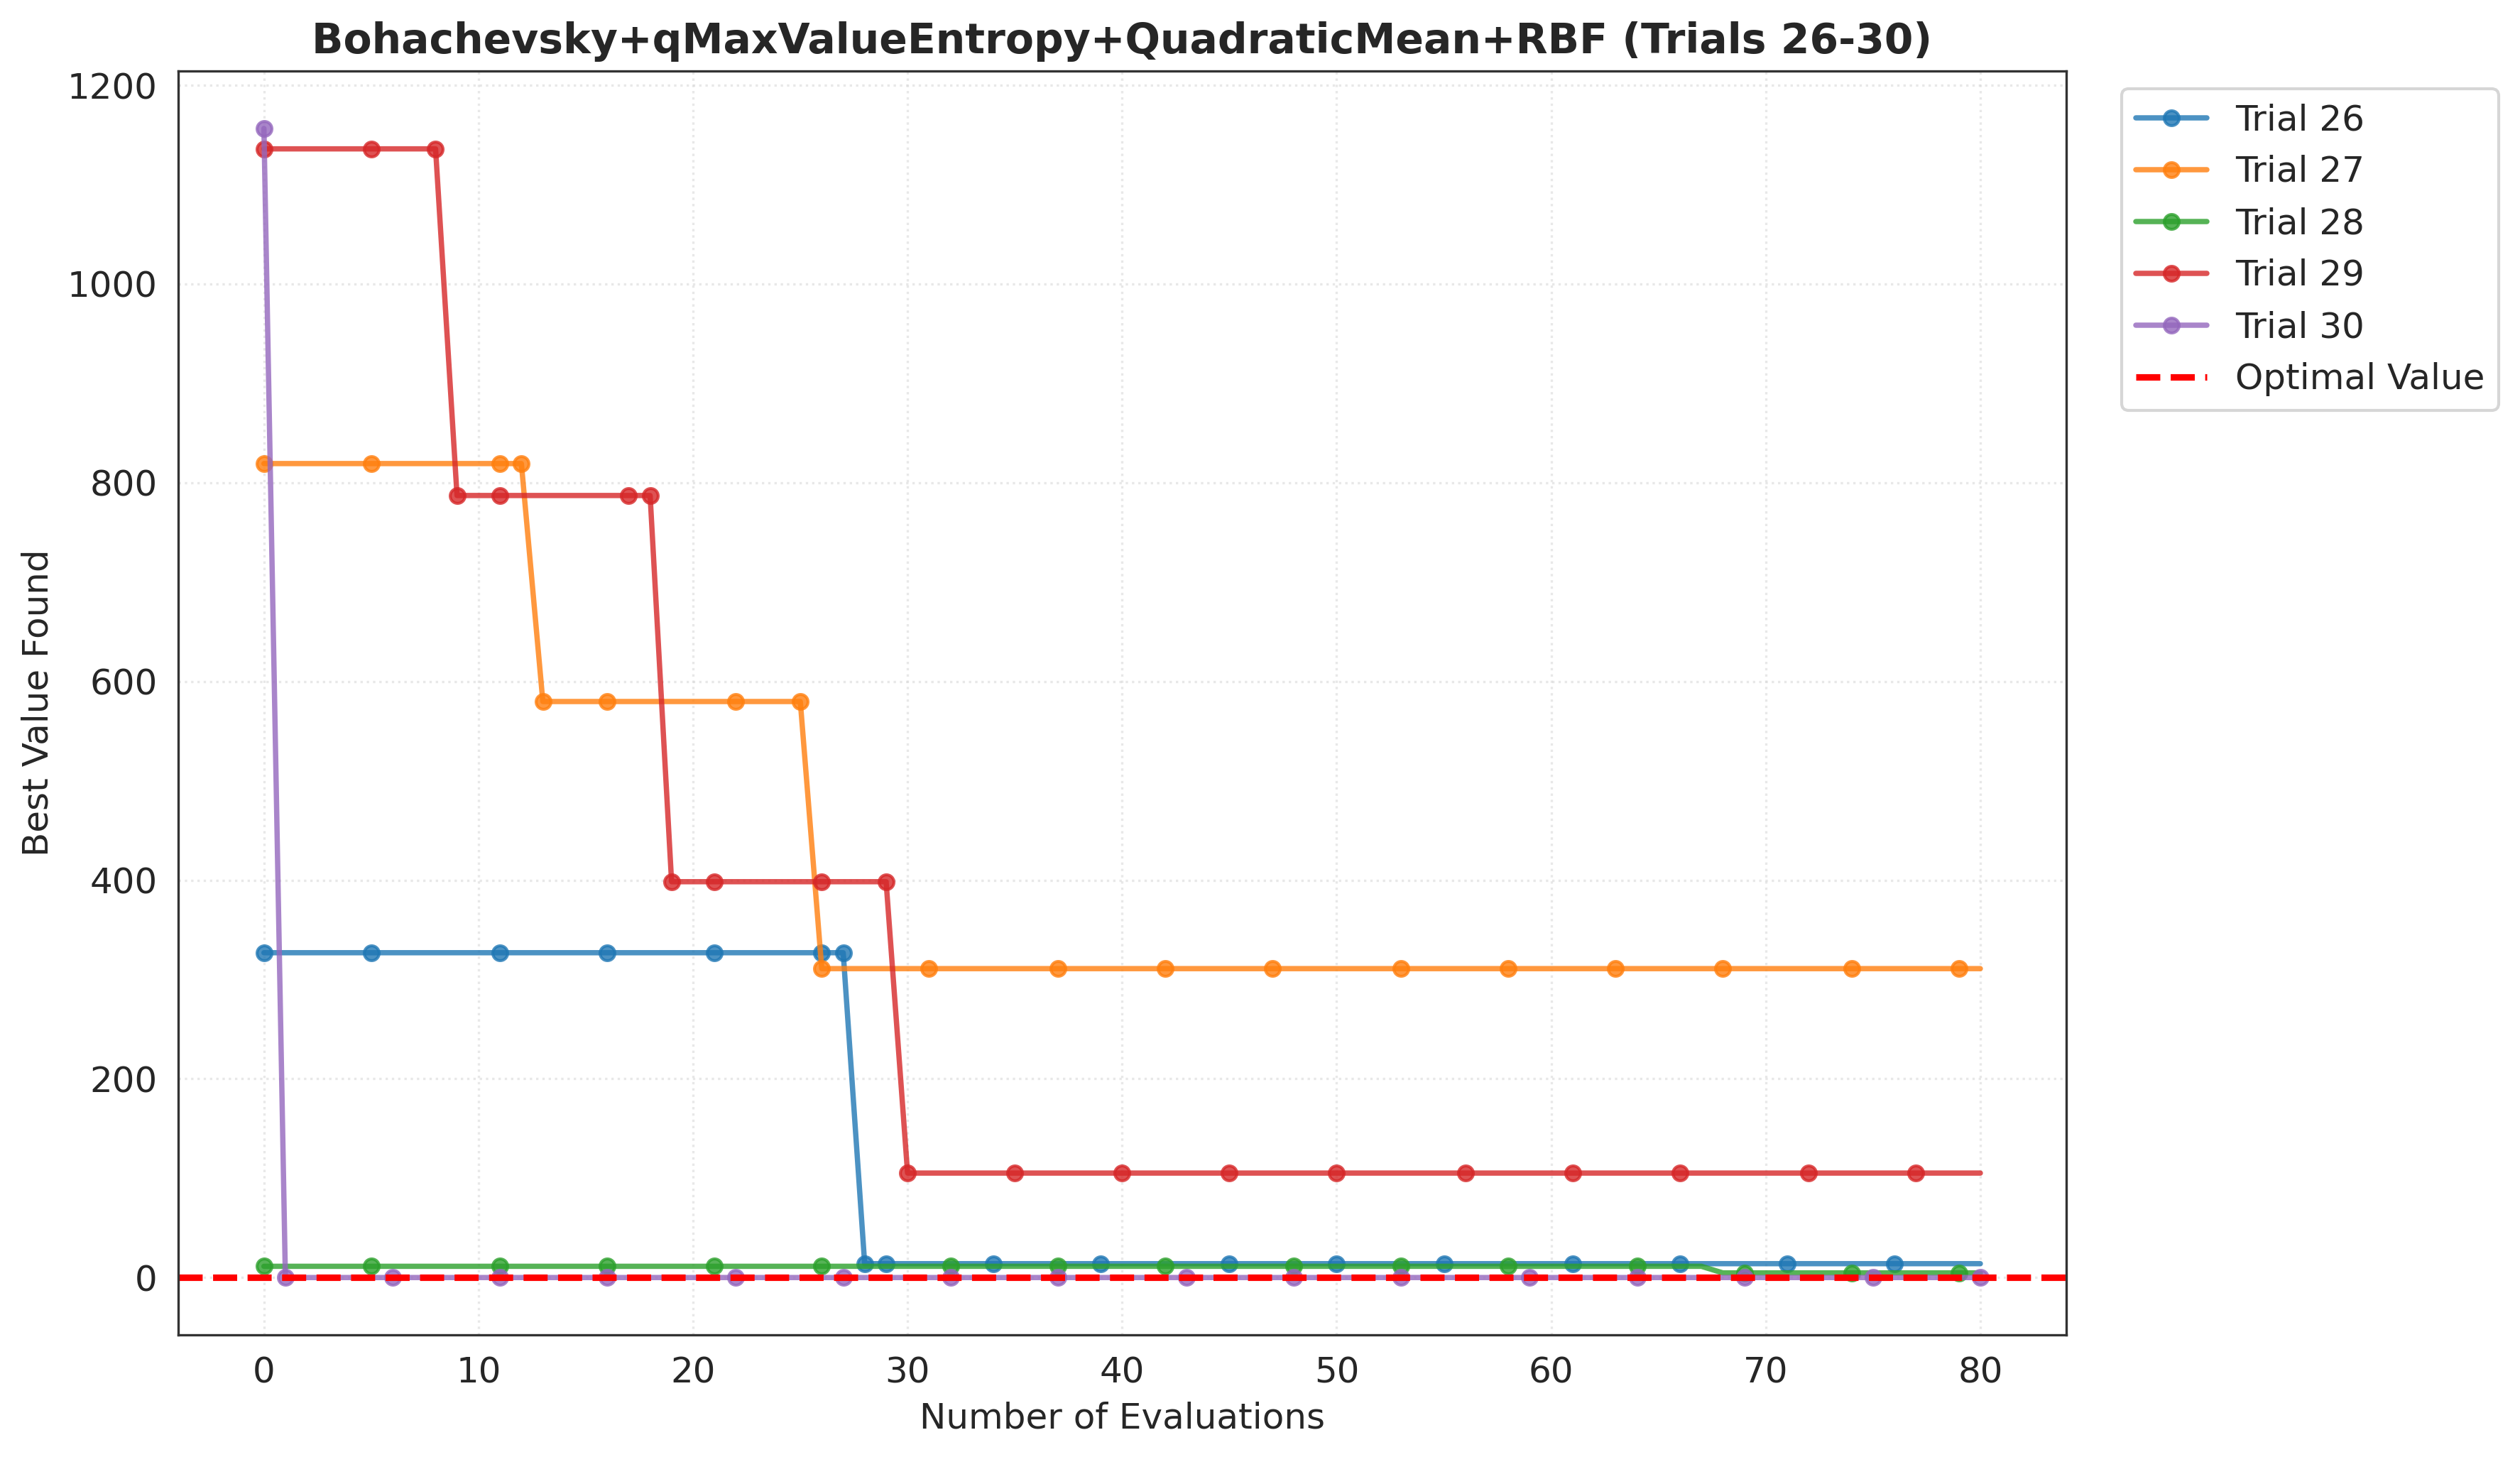 Bohachevsky+qMaxValueEntropy+QuadraticMean+RBF (Trials 26-30)
1200
1000
800
600
400
200
0
Best Value Found
0 10 20 30 40 50 60 70 80
Number of Evaluations
Trial 26
Trial 27
Trial 28
Trial 29
Trial 30
Optimal Value